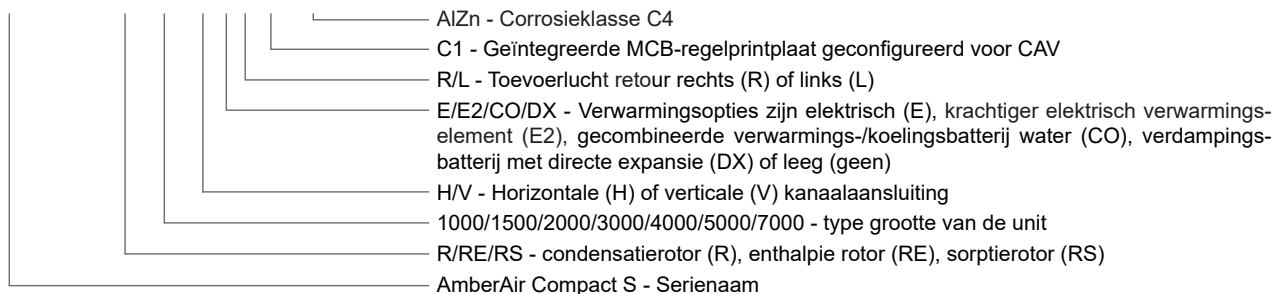 AlZn - Corrosieklasse C4
C1 - Geïntegreerde MCB-regelprintplaat geconfigureerd voor CAV
R/L - Toevoerlucht retour rechts (R) of links (L)
E/E2/CO/DX - Verwarmingsopties zijn elektrisch (E), krachtiger elektrisch verwarmings-
element (E2), gecombineerde verwarmings-/koelingsbatterij water (CO), verdampings-
batterij met directe expansie (DX) of leeg (geen)
H/V - Horizontale (H) of verticale (V) kanaalaansluiting
1000/1500/2000/3000/4000/5000/7000 - type grootte van de unit
R/RE/RS - condensatierotor (R), enthalpie rotor (RE), sorptierotor (RS)
AmberAir Compact S - Serienaam